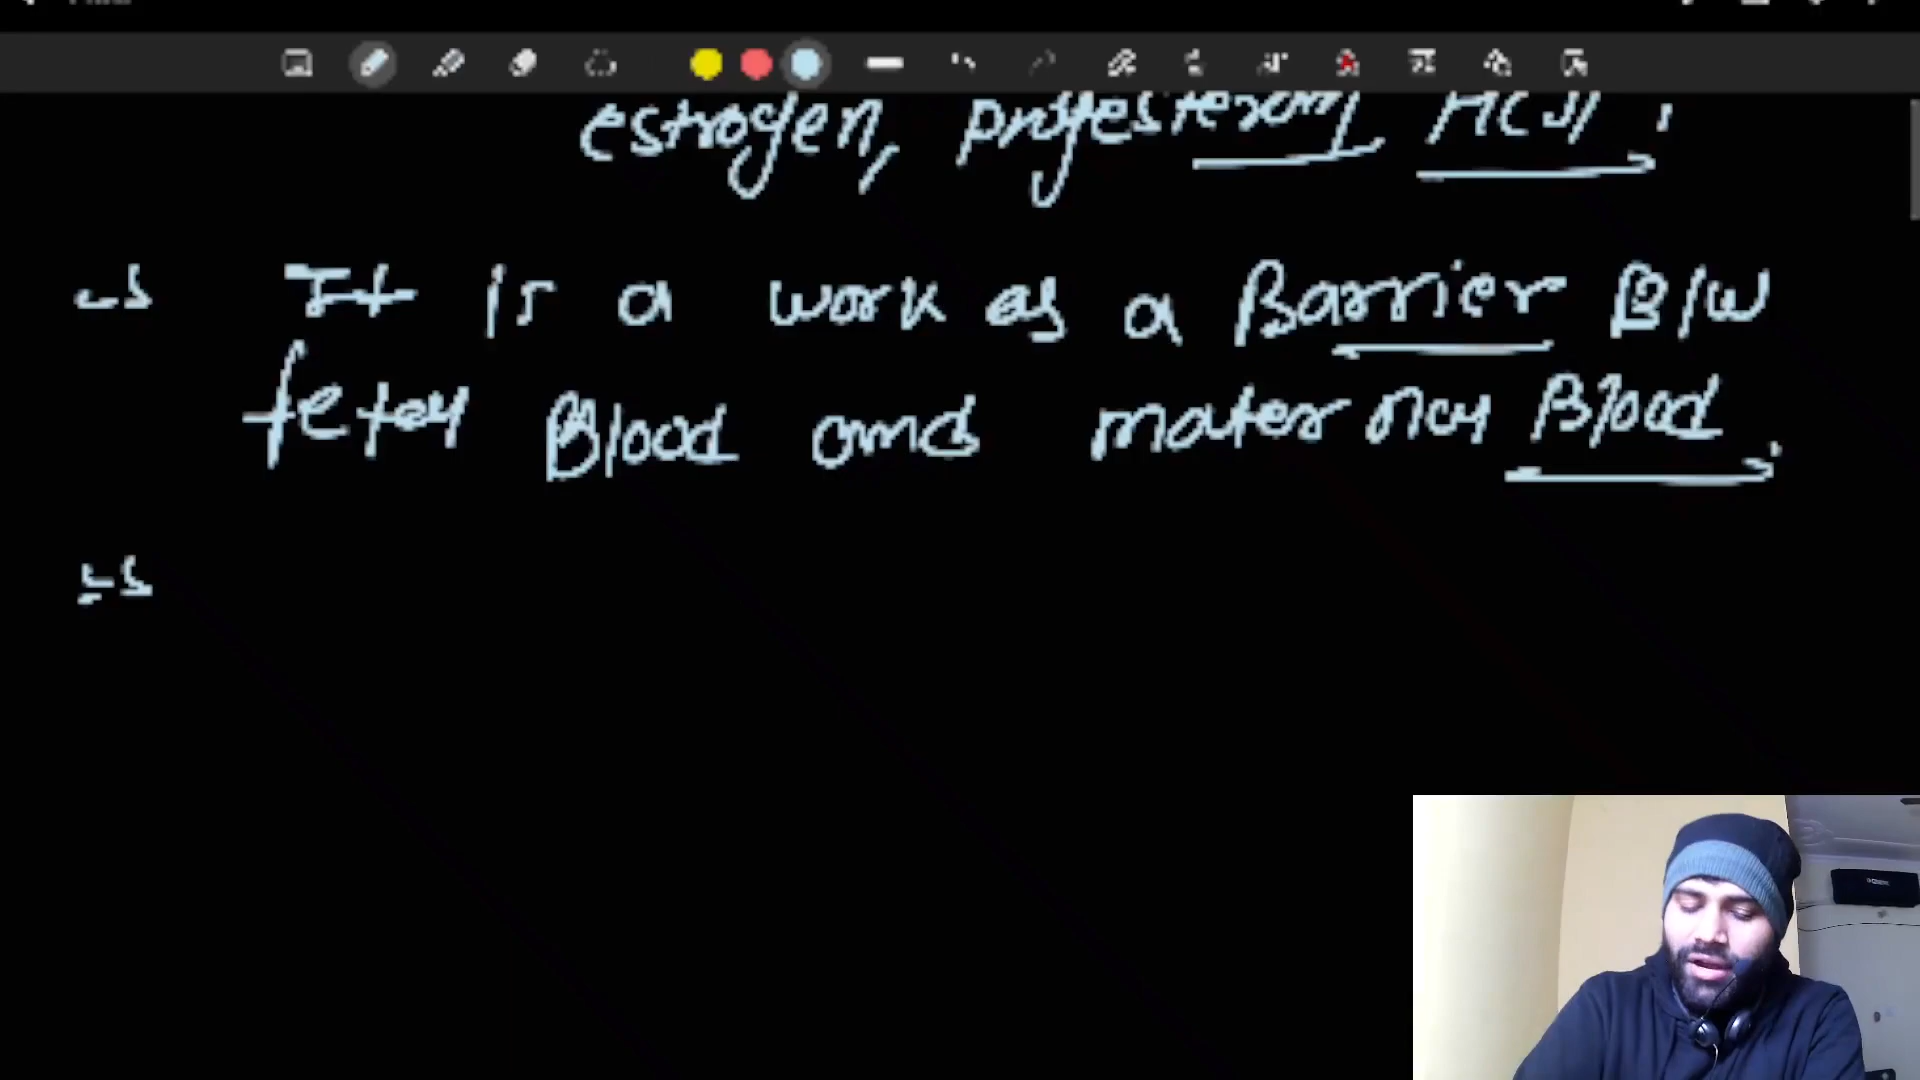 estrogen, progesteron, HCG.
=> It is a work as a Barrier B/W
fetal Blood and maternal Blood.
=>